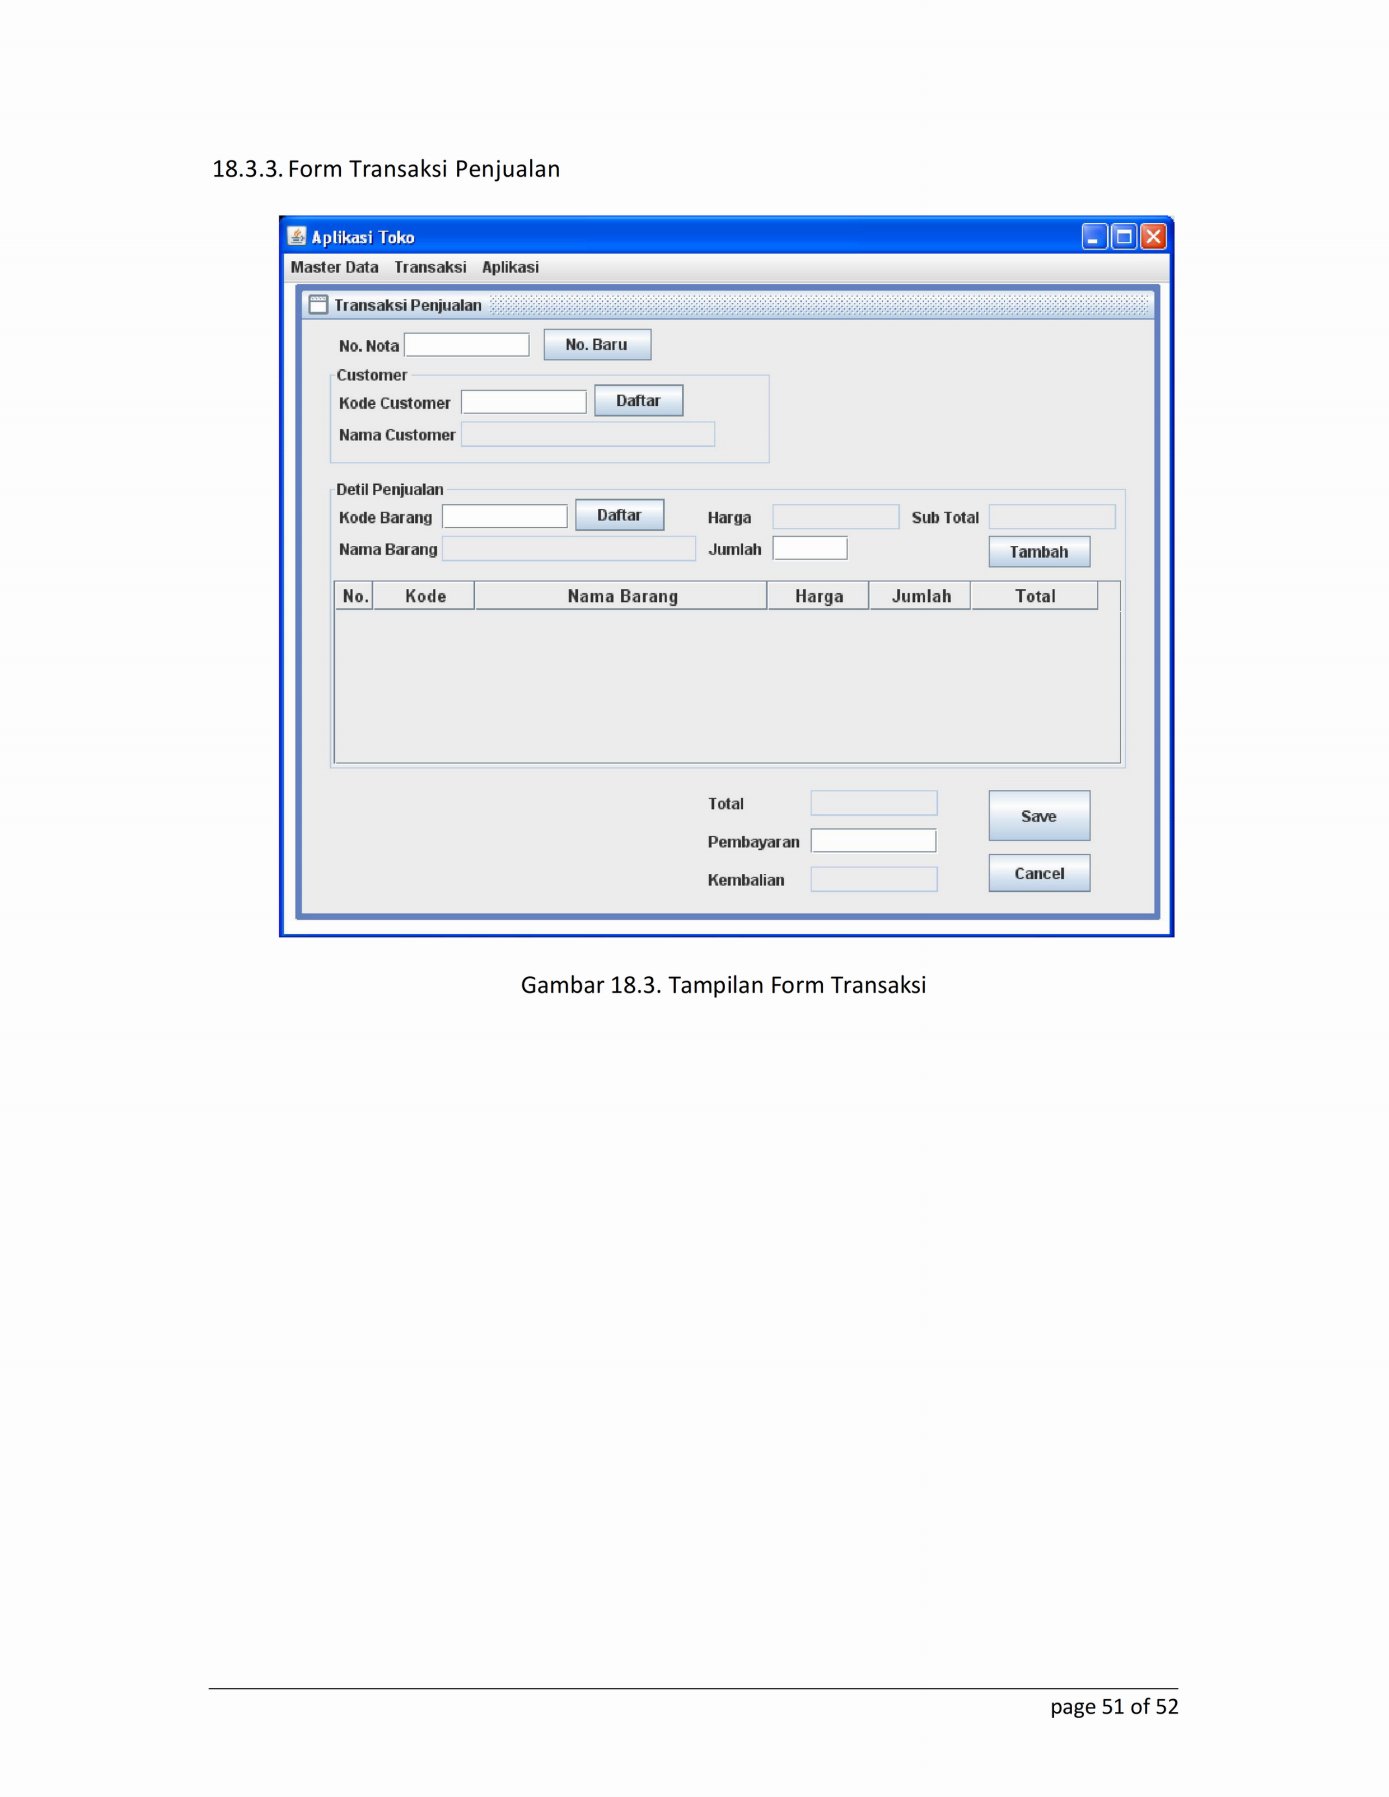 18.3.3. Form Transaksi Penjualan
Aplikasi Toko
Master Data Transaksi Aplikasi
Transaksi Penjualan
No. Nota No. Baru
Customer
Kode Customer Daftar
Nama Customer
Detil Penjualan
Kode Barang Daftar Harga Sub Total
Nama Barang Jumlah Tambah
No. Kode Nama Barang Harga Jumlah Total
Total Save
Pembayaran
Kembalian Cancel
Gambar 18.3. Tampilan Form Transaksi
page 51 of 52